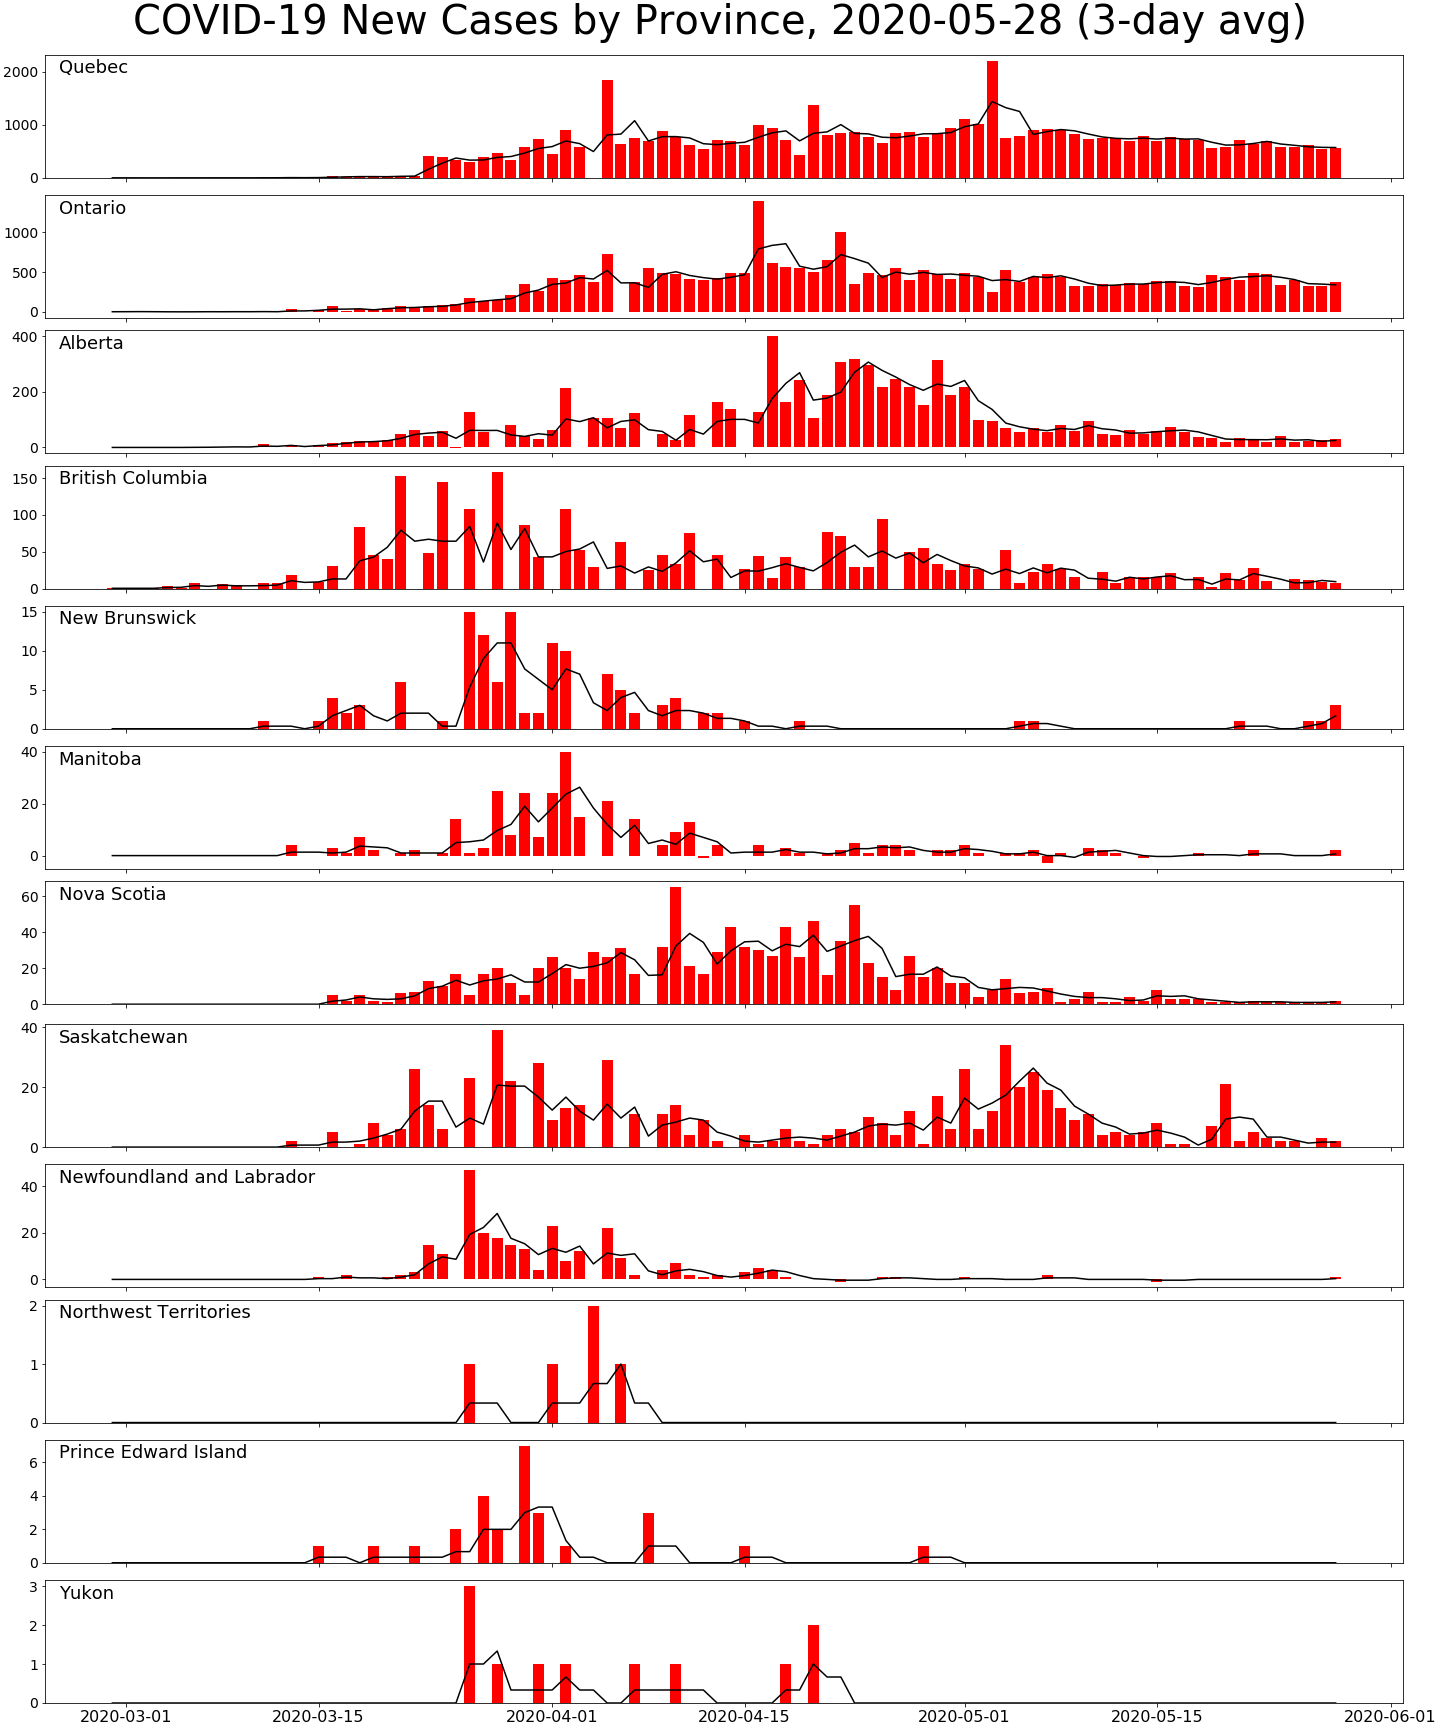 COVID-19 New Cases by Province, 2020-05-28 (3-day avg)
Quebec
2000
1000
0
Ontario
1000
500
0
Alberta
400
200
0
British Columbia
150
100
50
0
New Brunswick
15
10
5
0
Manitoba
40
20
0
Nova Scotia
60
40
20
0
Saskatchewan
40
20
0
Newfoundland and Labrador
40
20
0
Northwest Territories
2
1
0
Prince Edward Island
6
4
2
0
Yukon
3
2
1
0
2020-03-01 2020-03-15 2020-04-01 2020-04-15 2020-05-01 2020-05-15 2020-06-01